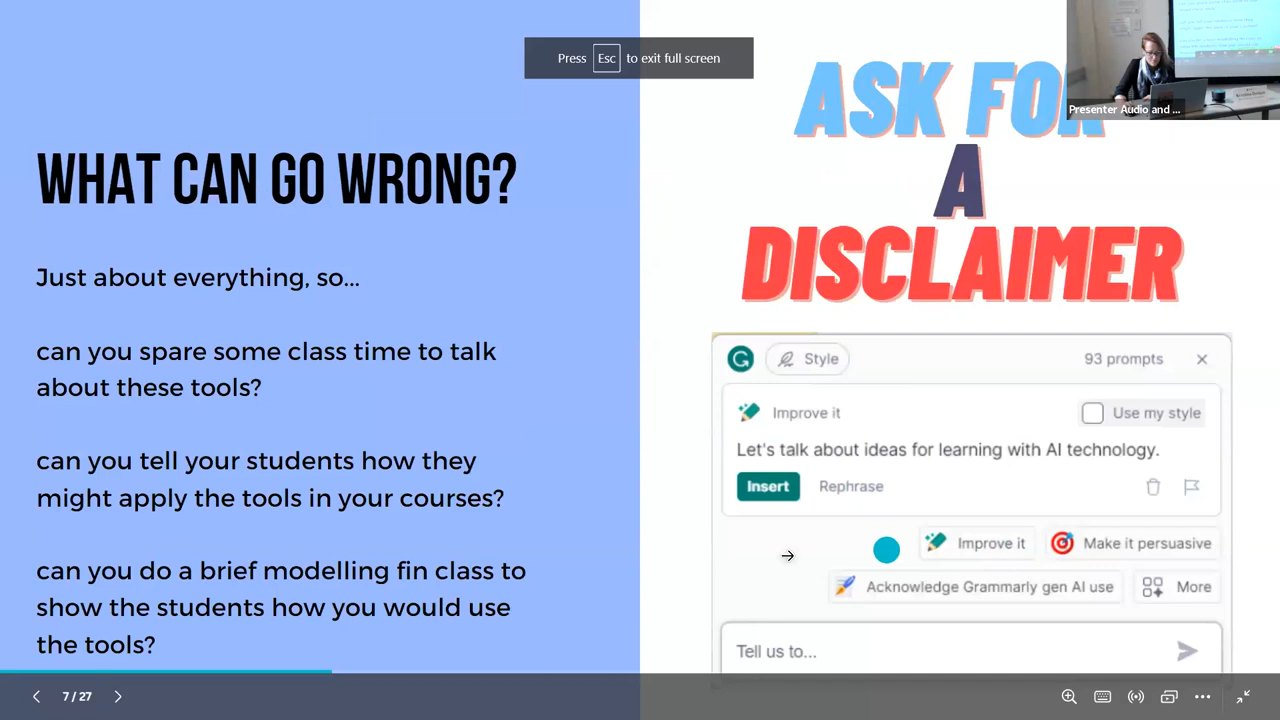 Press Esc to exit full screen
Presenter Audio and ...
WHAT CAN GO WRONG?
Just about everything, so...
can you spare some class time to talk
about these tools?
can you tell your students how they
might apply the tools in your courses?
can you do a brief modelling fin class to
show the students how you would use
the tools?
ASK FOR
A
DISCLAIMER
Style
93 prompts
Improve it
Use my style
Let's talk about ideas for learning with AI technology.
Insert
Rephrase
Improve it
Make it persuasive
Acknowledge Grammarly gen AI use
More
Tell us to...
7 / 27